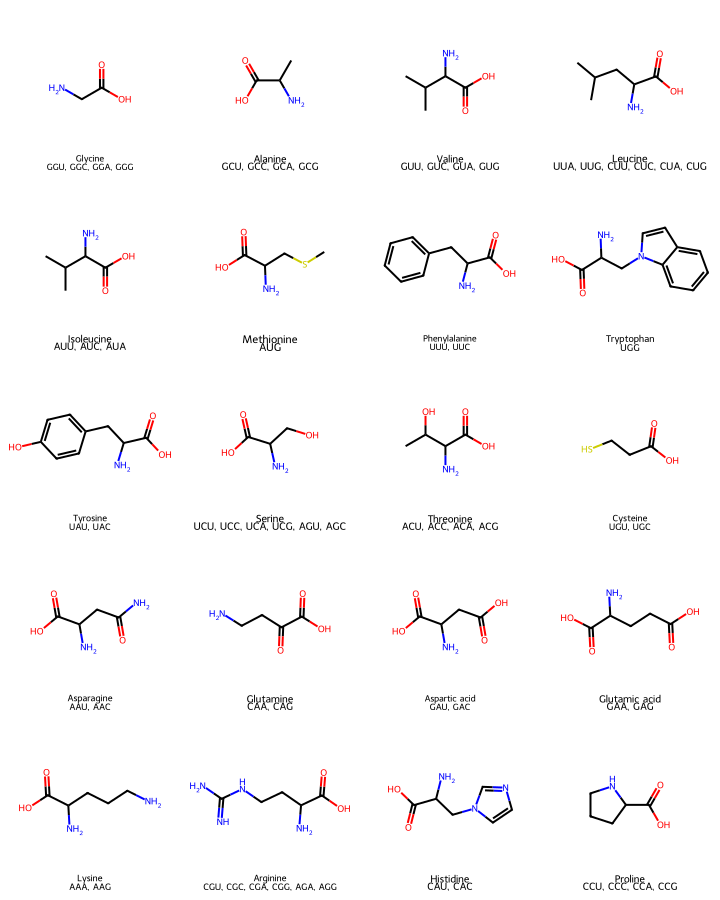 O
H₂N
OH
Glycine
GGU, GGC, GGA, GGG
O
HO
NH₂
Alanine
GCU, GCC, GCA, GCG
NH₂
OH
O
Valine
GUU, GUC, GUA, GUG
O
OH
NH₂
Leucine
UUA, UUG, CUU, CUC, CUA, CUG
NH₂
OH
O
Isoleucine
AUU, AUC, AUA
O
HO
S
NH₂
Methionine
AUG
O
OH
NH₂
Phenylalanine
UUU, UUC
NH₂
N
HO
O
Tryptophan
UGG
O
HO
OH
NH₂
Tyrosine
UAU, UAC
O
OH
HO
NH₂
Serine
UCU, UCC, UCA, UCG, AGU, AGC
OH
O
OH
NH₂
Threonine
ACU, ACC, ACA, ACG
O
HS
OH
Cysteine
UGU, UGC
O
NH₂
HO
O
NH₂
Asparagine
AAU, AAC
O
H₂N
OH
O
Glutamine
CAA, CAG
O
OH
HO
O
NH₂
Aspartic acid
GAU, GAC
NH₂
OH
HO
O
O
Glutamic acid
GAA, GAG
O
HO
NH₂
NH₂
Lysine
AAA, AAG
O
H
H₂N
N
OH
NH
NH₂
Arginine
CGU, CGC, CGA, CGG, AGA, AGG
NH₂
HO
N
N
O
Histidine
CAU, CAC
H
N
O
OH
Proline
CCU, CCC, CCA, CCG